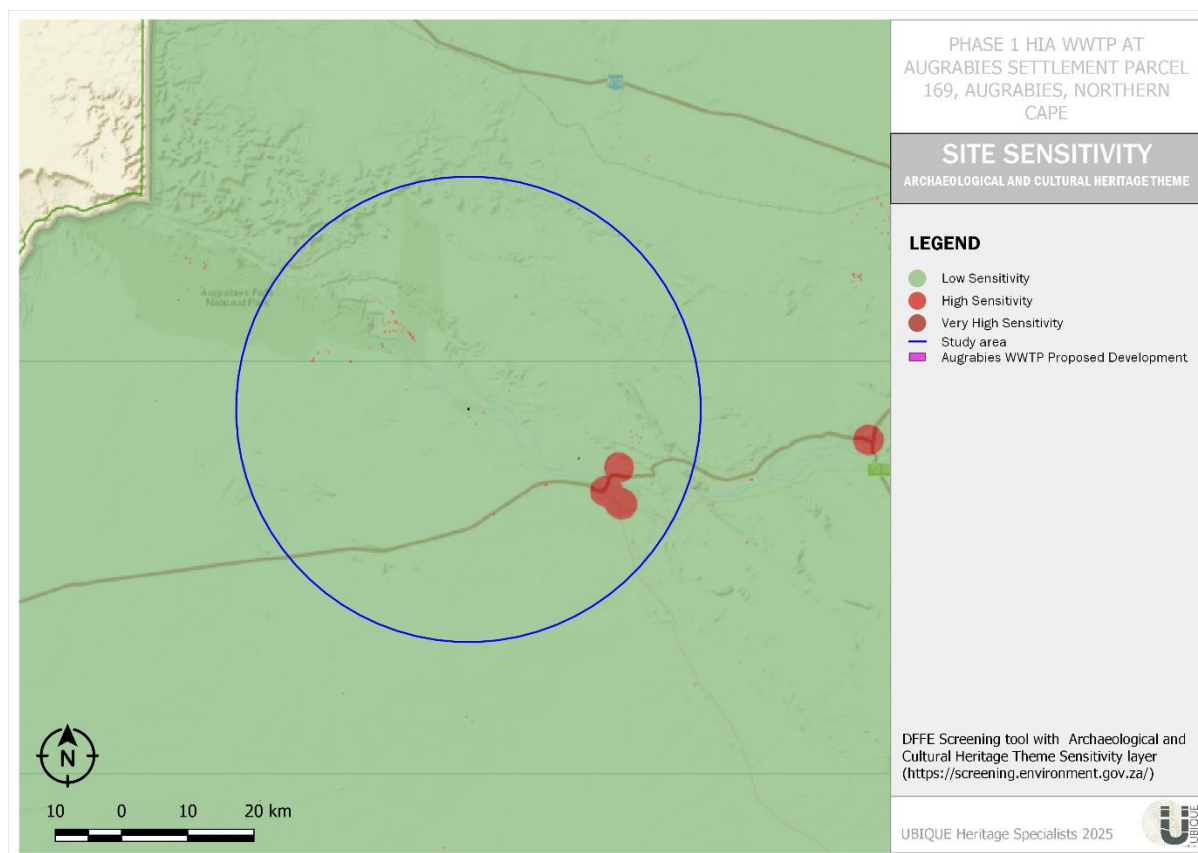 PHASE 1 HIA WWTP AT
AUGRABIES SETTLEMENT PARCEL
169, AUGRABIES, NORTHERN
CAPE
SITE SENSITIVITY
ARCHAEOLOGICAL AND CULTURAL HERITAGE THEME
LEGEND
Low Sensitivity
High Sensitivity
Very High Sensitivity
Study area
Augrabies WWTP Proposed Development
Augrabies Falls
National Park
N
10 0 10 20 km
DFFE Screening tool with Archaeological and
Cultural Heritage Theme Sensitivity layer
(https://screening.environment.gov.za/)
UBIQUE Heritage Specialists 2025
UBIQUE